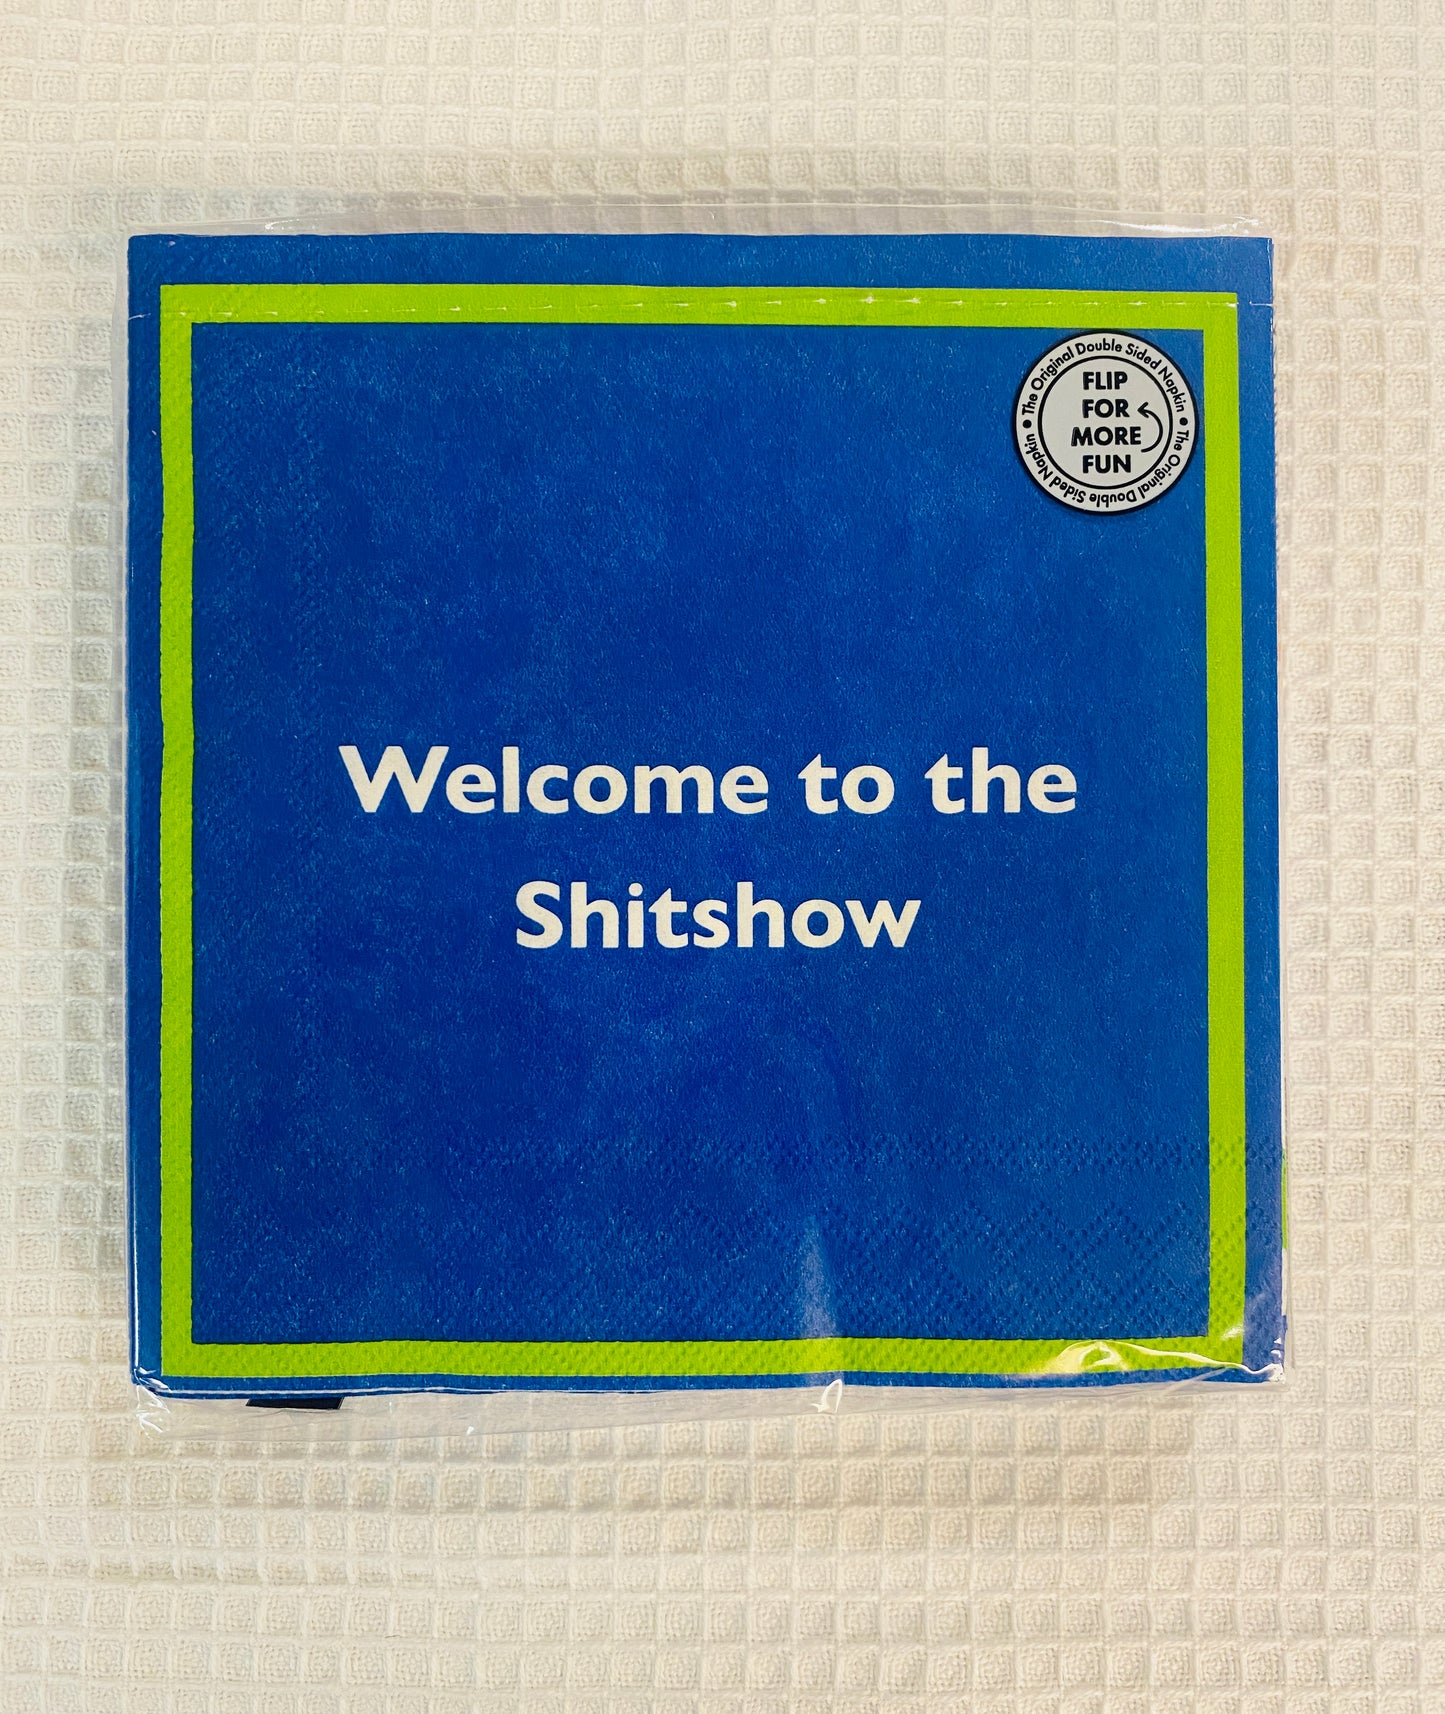 The Original Double Sided Napkin • The Original Double Sided Napkin •
FLIP
FOR
MORE
FUN
Welcome to the
Shitshow